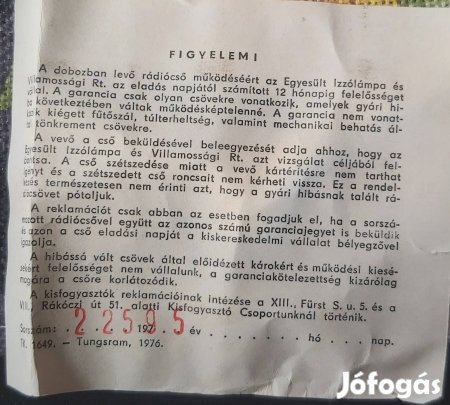 FIGYELEM!
A dobozban levő rádiócső működéséért az Egyesült Izzólámpa és
Villamossági Rt. az eladás napjától számított 12 hónapig felelősséget
vállal. A garancia csak olyan csövekre vonatkozik, amelyek gyári hi-
ba következtében váltak működésképtelenné. A garancia nem vonat-
kozik kiégett fűtőszál, túlterheltség, valamint mechanikai behatás ál-
tal tönkrement csövekre.
A vevő a cső beküldésével beleegyezését adja ahhoz, hogy az
Egyesült Izzólámpa és Villamossági Rt. azt vizsgálat céljából fel-
bontsa. A cső szétszedése miatt a vevő kártérítésre nem tarthat
igényt és a szétszedett cső roncsait nem kérheti vissza. Ez a rendel-
kezés természetesen nem érinti azt, hogy a gyári hibásnak talált rá-
diócsövet pótoljuk.
A reklamációt csak abban az esetben fogadjuk el, ha a sorszá-
mozott rádiócsővel együtt az azonos számú garanciajegyet is beküldik
és azon a cső eladási napját a kiskereskedelmi vállalat bélyegzővel
igazolja.
A hibássá vált csövek által előidézett károkért és működési kiese-
sekért felelősséget nem vállalunk, a garanciakötelezettség kizárólag
magára a csőre korlátozódik.
A kisfogyasztók reklamációinak intézése a XIII., Fürst S. u. 5. és a
VIII., Rákóczi út 51. alatti Kisfogyasztó Csoportunknál történik.
Sorszám: 22595 197 év . . . . . . . hó . . . nap.
TK. 1649. — Tungsram, 1976.
Jófogás